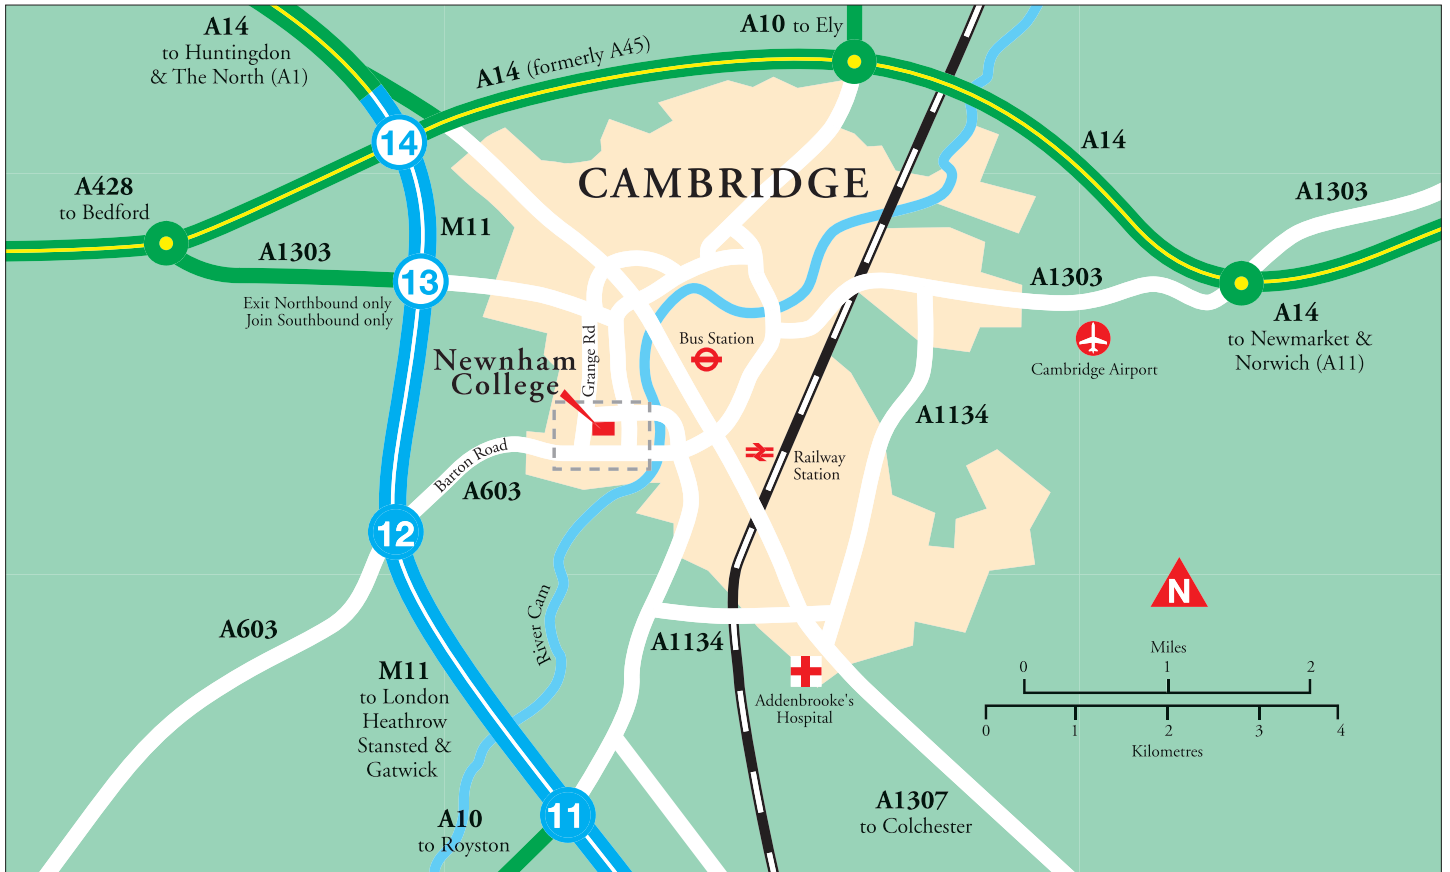 A14
to Huntingdon
& The North (A1)
A10 to Ely
A14 (formerly A45)
14
A14
CAMBRIDGE
A428
to Bedford
A1303
M11
A1303
13
A1303
Exit Northbound only
Join Southbound only
A14
to Newmarket &
Norwich (A11)
Grange Rd
Bus Station
Cambridge Airport
Newnham
College
A1134
Barton Road
A603
Railway
Station
12
N
River Cam
A603
A1134
M11
to London
Heathrow
Stansted &
Gatwick
Addenbrooke's
Hospital
Miles
0 1 2
0 1 2 3 4
Kilometres
11
A10
to Royston
A1307
to Colchester